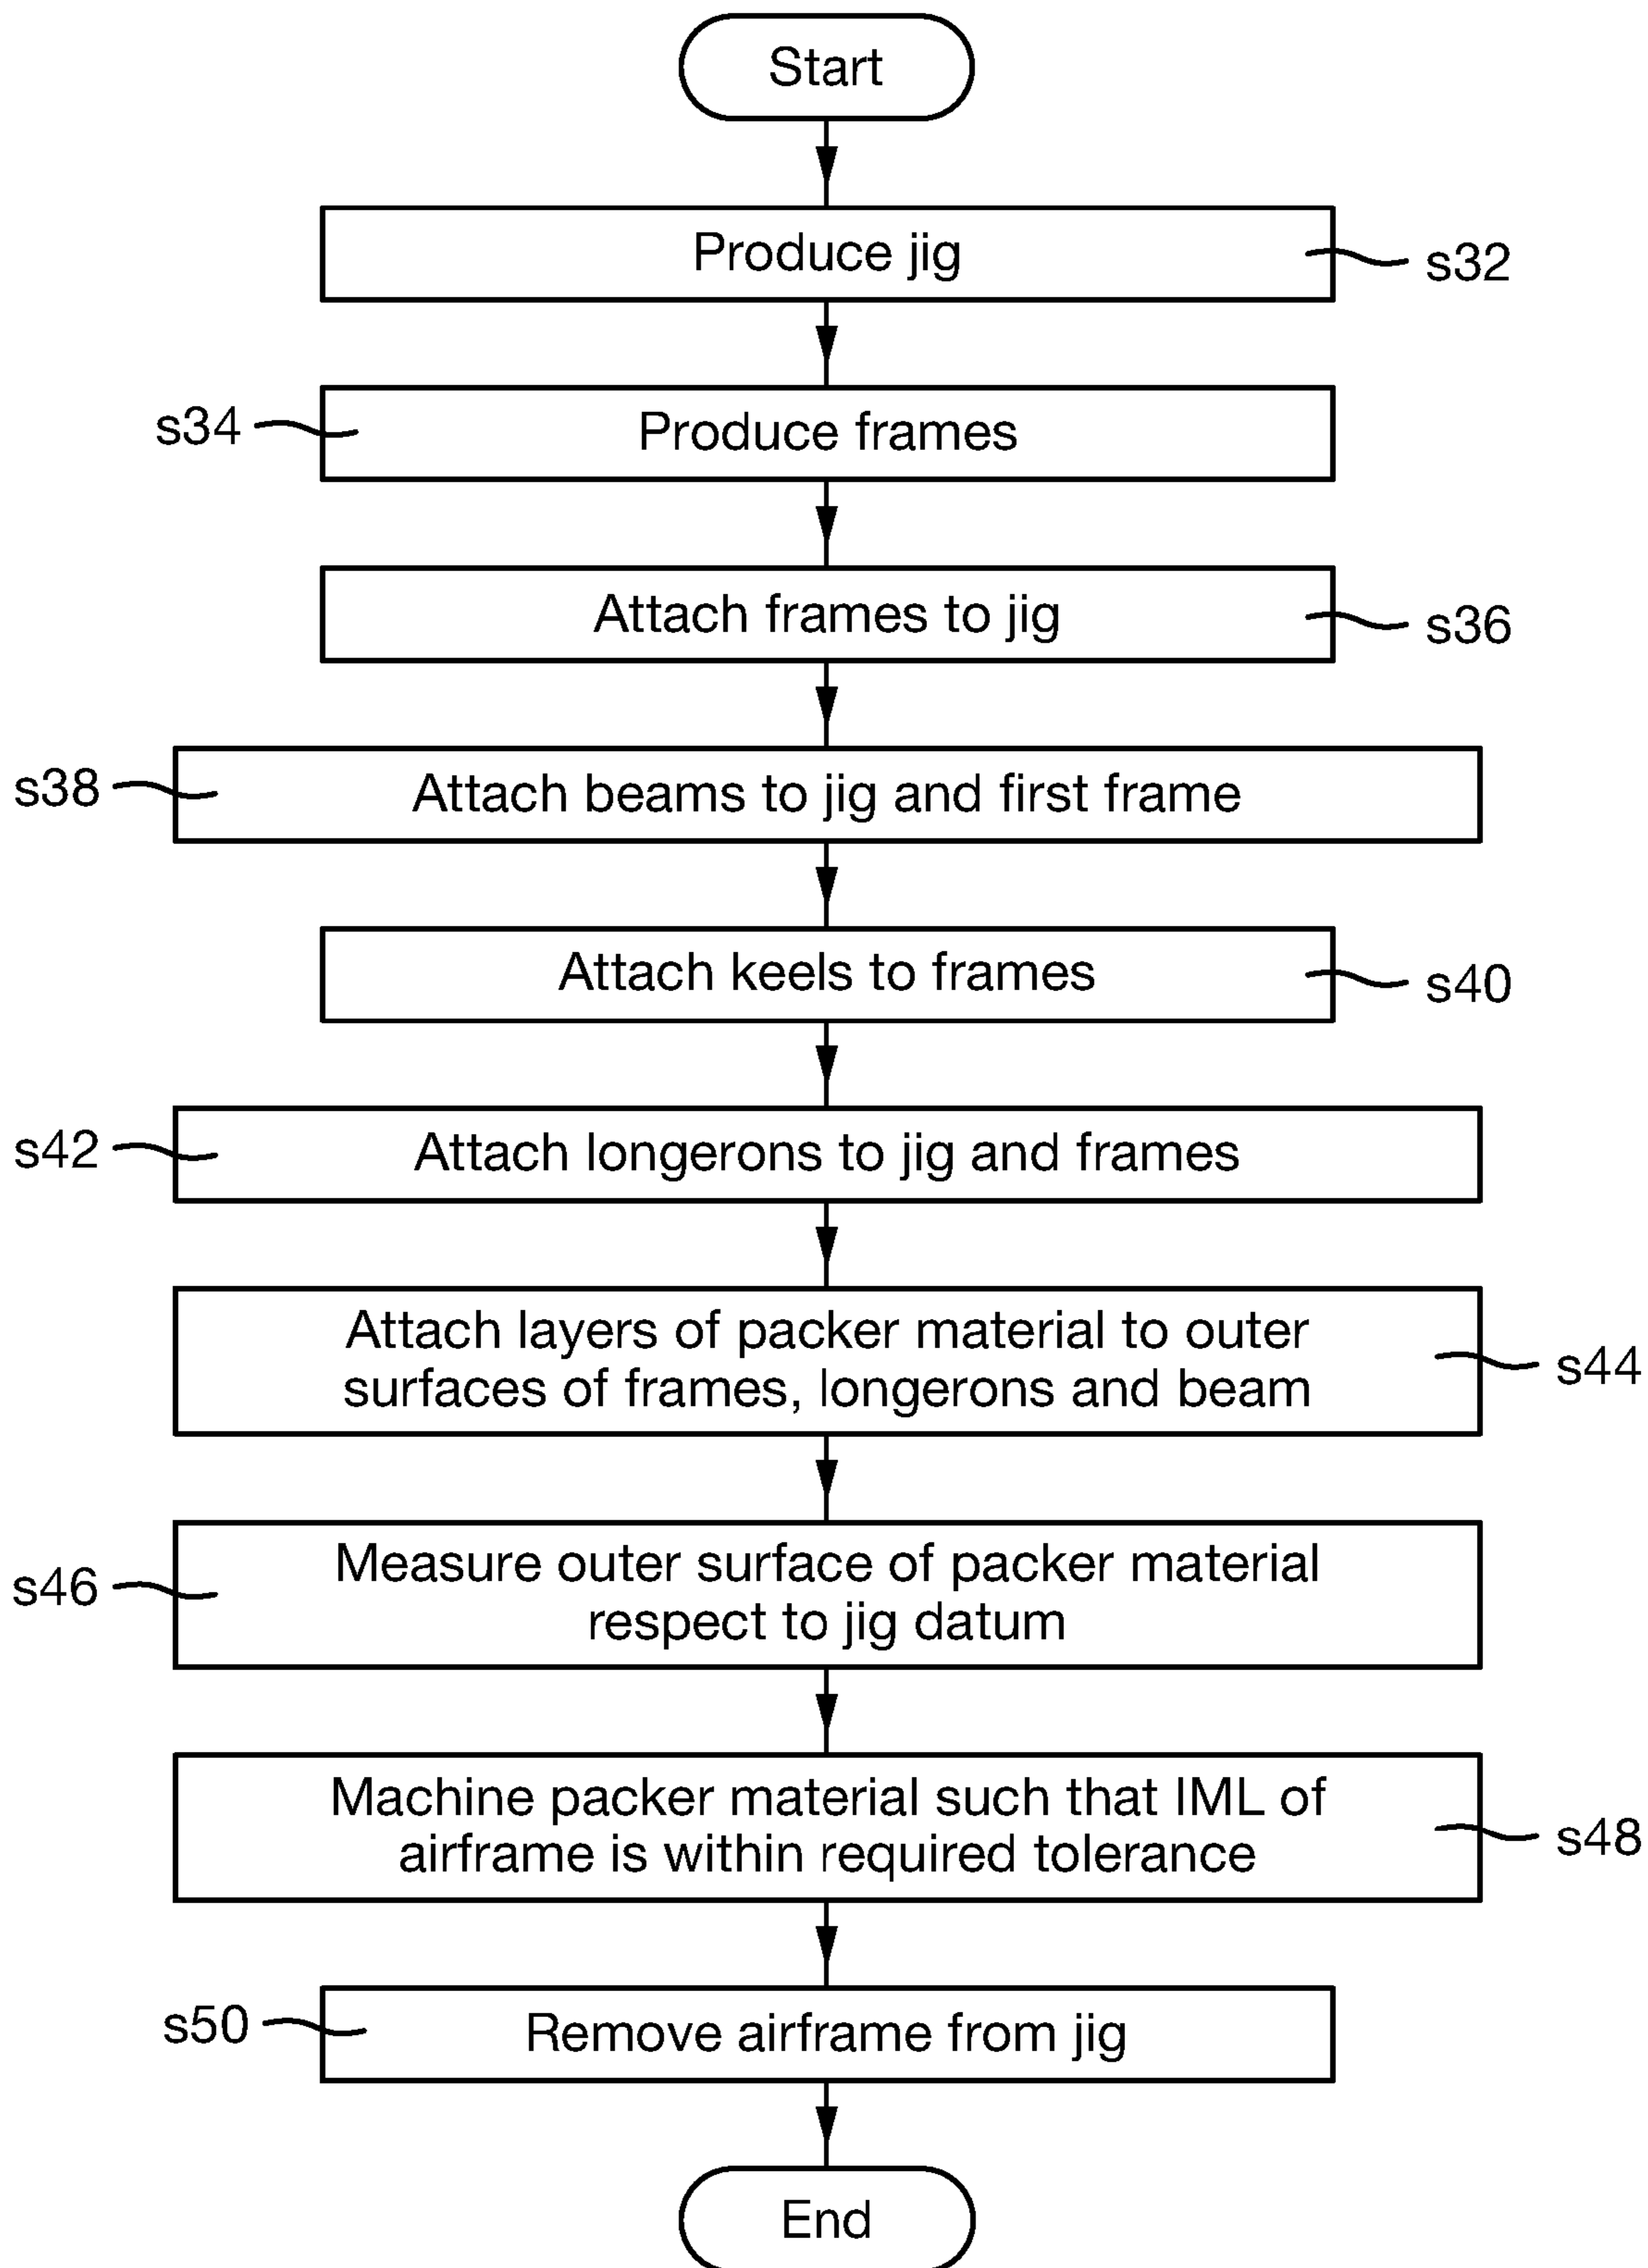 Start
Produce jig
s32
s34
Produce frames
Attach frames to jig
s36
s38
Attach beams to jig and first frame
Attach keels to frames
s40
s42
Attach longerons to jig and frames
Attach layers of packer material to outer
surfaces of frames, longerons and beam
s44
s46
Measure outer surface of packer material
respect to jig datum
Machine packer material such that IML of
airframe is within required tolerance
s48
s50
Remove airframe from jig
End